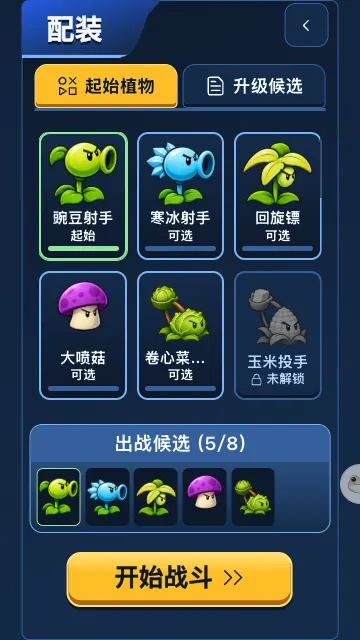 配装
起始植物
升级候选
豌豆射手
起始
寒冰射手
可选
回旋镖
可选
大喷菇
可选
卷心菜...
可选
玉米投手
未解锁
出战候选 (5/8)
开始战斗 >>